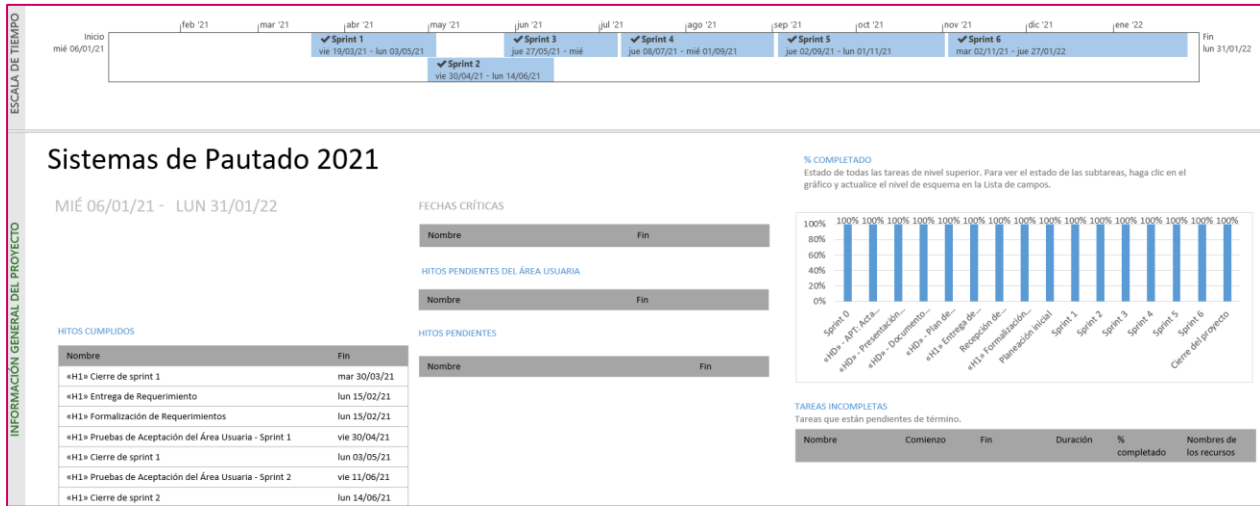 ESCALA DE TIEMPO
feb '21 mar '21 abr '21 may '21 jun '21 jul '21 ago '21 sep '21 oct '21 nov '21 dic '21 ene '22
Inicio
mié 06/01/21
✔Sprint 1
vie 19/03/21 - lun 03/05/21
✔Sprint 3
jue 27/05/21 - mié
✔Sprint 4
jue 08/07/21 - mié 01/09/21
✔Sprint 5
jue 02/09/21 - lun 01/11/21
✔Sprint 6
mar 02/11/21 - jue 27/01/22
Fin
lun 31/01/22
✔Sprint 2
vie 30/04/21 - lun 14/06/21
INFORMACIÓN GENERAL DEL PROYECTO
Sistemas de Pautado 2021
MIÉ 06/01/21 - LUN 31/01/22
HITOS CUMPLIDOS
Nombre Fin
«H1» Cierre de sprint 1 mar 30/03/21
«H1» Entrega de Requerimiento lun 15/02/21
«H1» Formalización de Requerimientos lun 15/02/21
«H1» Pruebas de Aceptación del Área Usuaria - Sprint 1 vie 30/04/21
«H1» Cierre de sprint 1 lun 03/05/21
«H1» Pruebas de Aceptación del Área Usuaria - Sprint 2 vie 11/06/21
«H1» Cierre de sprint 2 lun 14/06/21
FECHAS CRÍTICAS
Nombre Fin
HITOS PENDIENTES DEL ÁREA USUARIA
Nombre Fin
HITOS PENDIENTES
Nombre Fin
% COMPLETADO
Estado de todas las tareas de nivel superior. Para ver el estado de las subtareas, haga clic en el
gráfico y actualice el nivel de esquema en la Lista de campos.
100% 100% 100% 100% 100% 100% 100% 100% 100% 100% 100% 100% 100% 100% 100%
100%
80%
60%
40%
20%
0%
Sprint 0
«HD» - APT: Acta...
«HD» - Presentación...
«HD» - Documento...
«HD» - Plan de...
«H1» Entrega de...
Recepción de...
«H1» Formalización...
Planeación inicial
Sprint 1
Sprint 2
Sprint 3
Sprint 4
Sprint 5
Sprint 6
Cierre del proyecto
TAREAS INCOMPLETAS
Tareas que están pendientes de término.
Nombre Comienzo Fin Duración % completado Nombres de los recursos